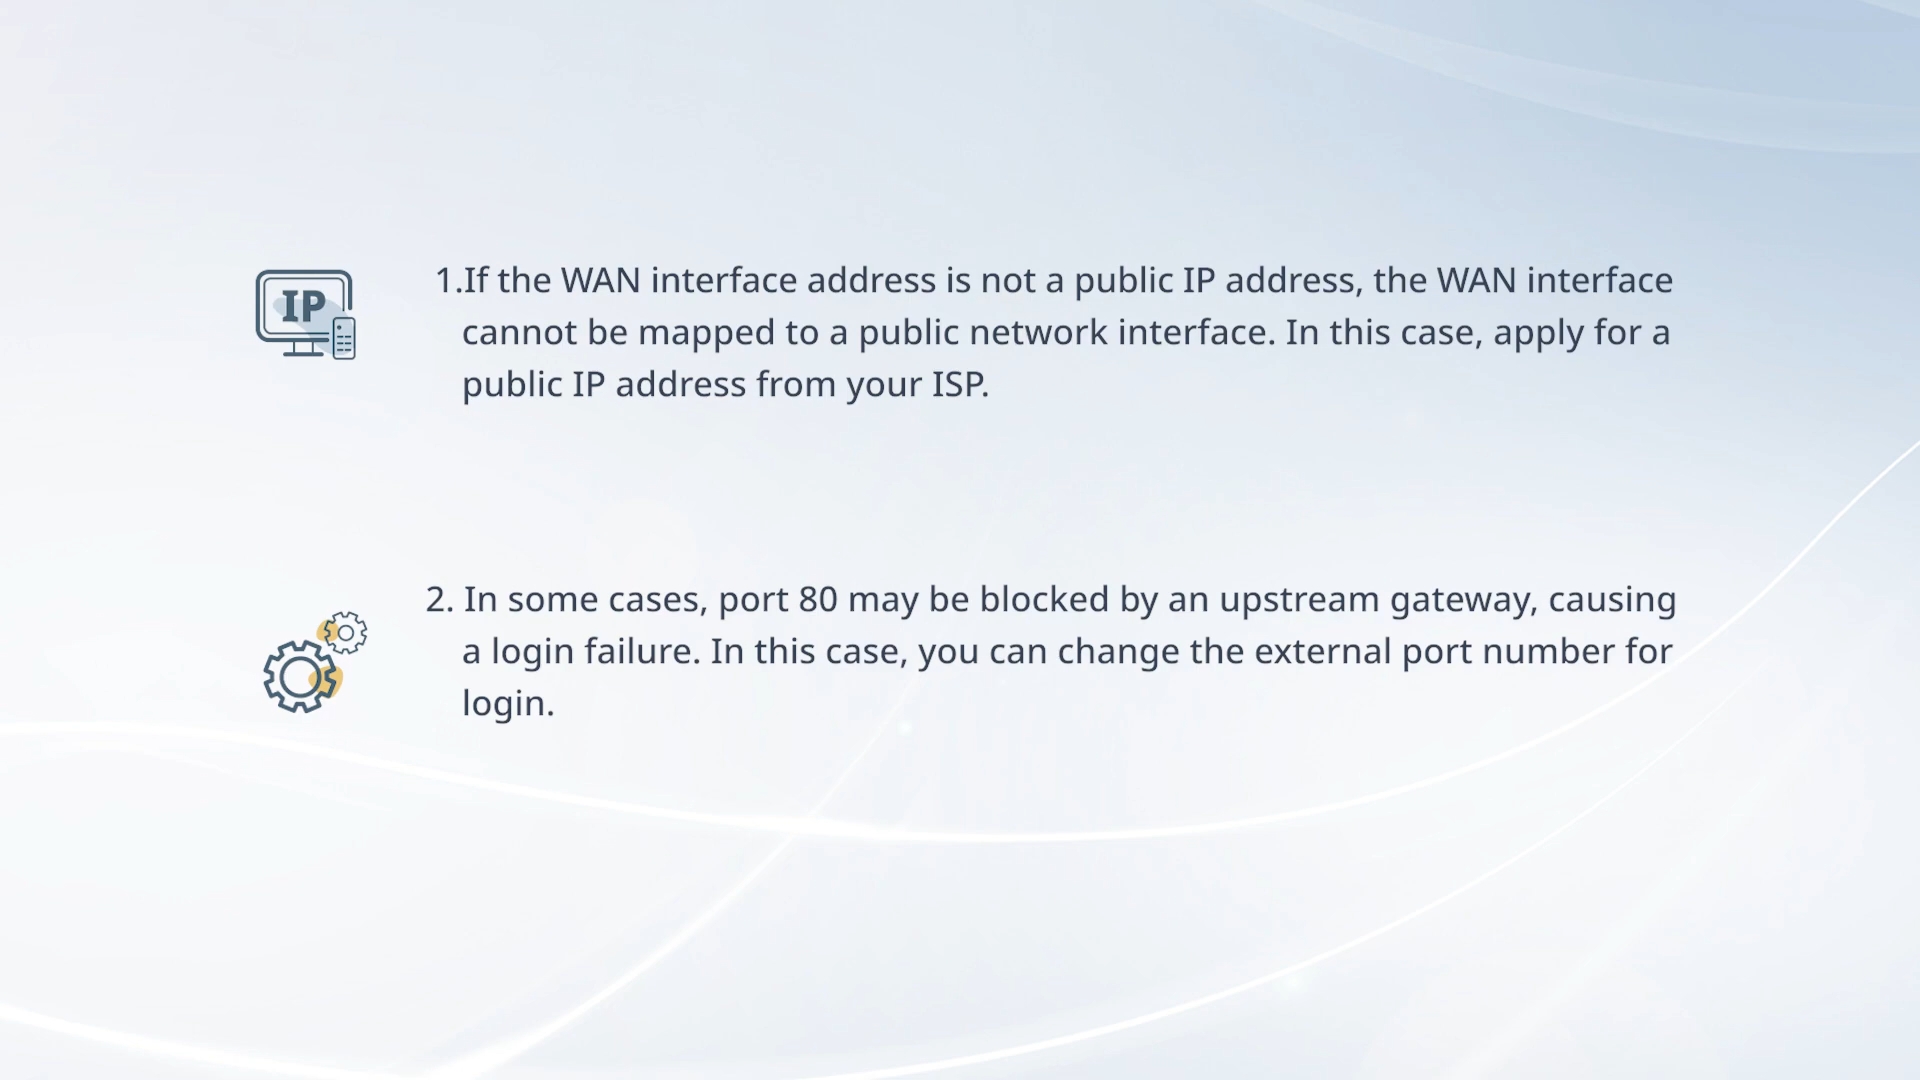 IP
1.If the WAN interface address is not a public IP address, the WAN interface
cannot be mapped to a public network interface. In this case, apply for a
public IP address from your ISP.
2. In some cases, port 80 may be blocked by an upstream gateway, causing
a login failure. In this case, you can change the external port number for
login.